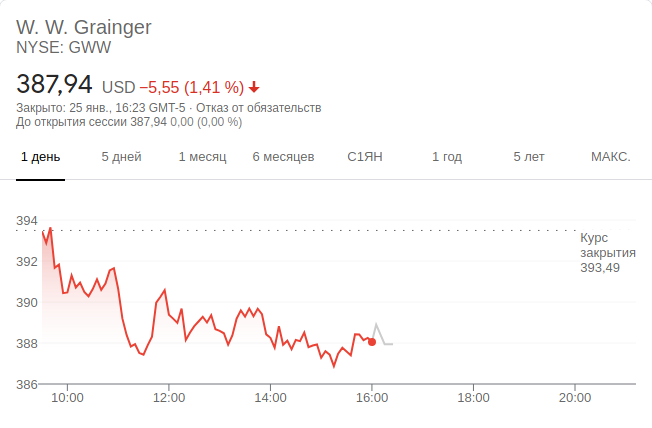 W. W. Grainger
NYSE: GWW
387,94 USD −5,55 (1,41 %)
Закрыто: 25 янв., 16:23 GMT-5 · Отказ от обязательств
До открытия сессии 387,94 0,00 (0,00 %)
1 день 5 дней 1 месяц 6 месяцев С1ЯН 1 год 5 лет МАКС.
394
Курс
закрытия
393,49
392
390
388
386
10:00 12:00 14:00 16:00 18:00 20:00